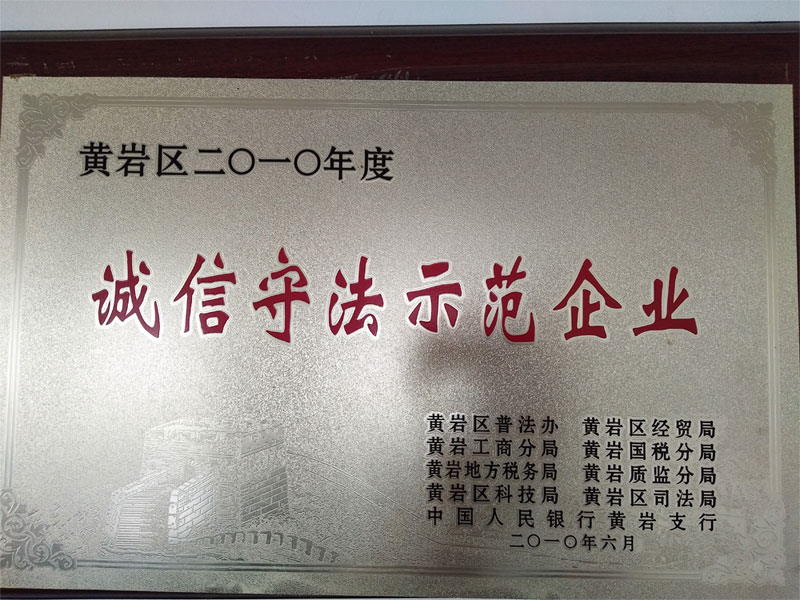 黄岩区二〇一〇年度
诚信守法示范企业
黄岩区普法办 黄岩区经贸局
黄岩工商分局 黄岩国税分局
黄岩地方税务局 黄岩质监分局
黄岩区科技局 黄岩区司法局
中国人民银行黄岩支行
二〇一〇年六月